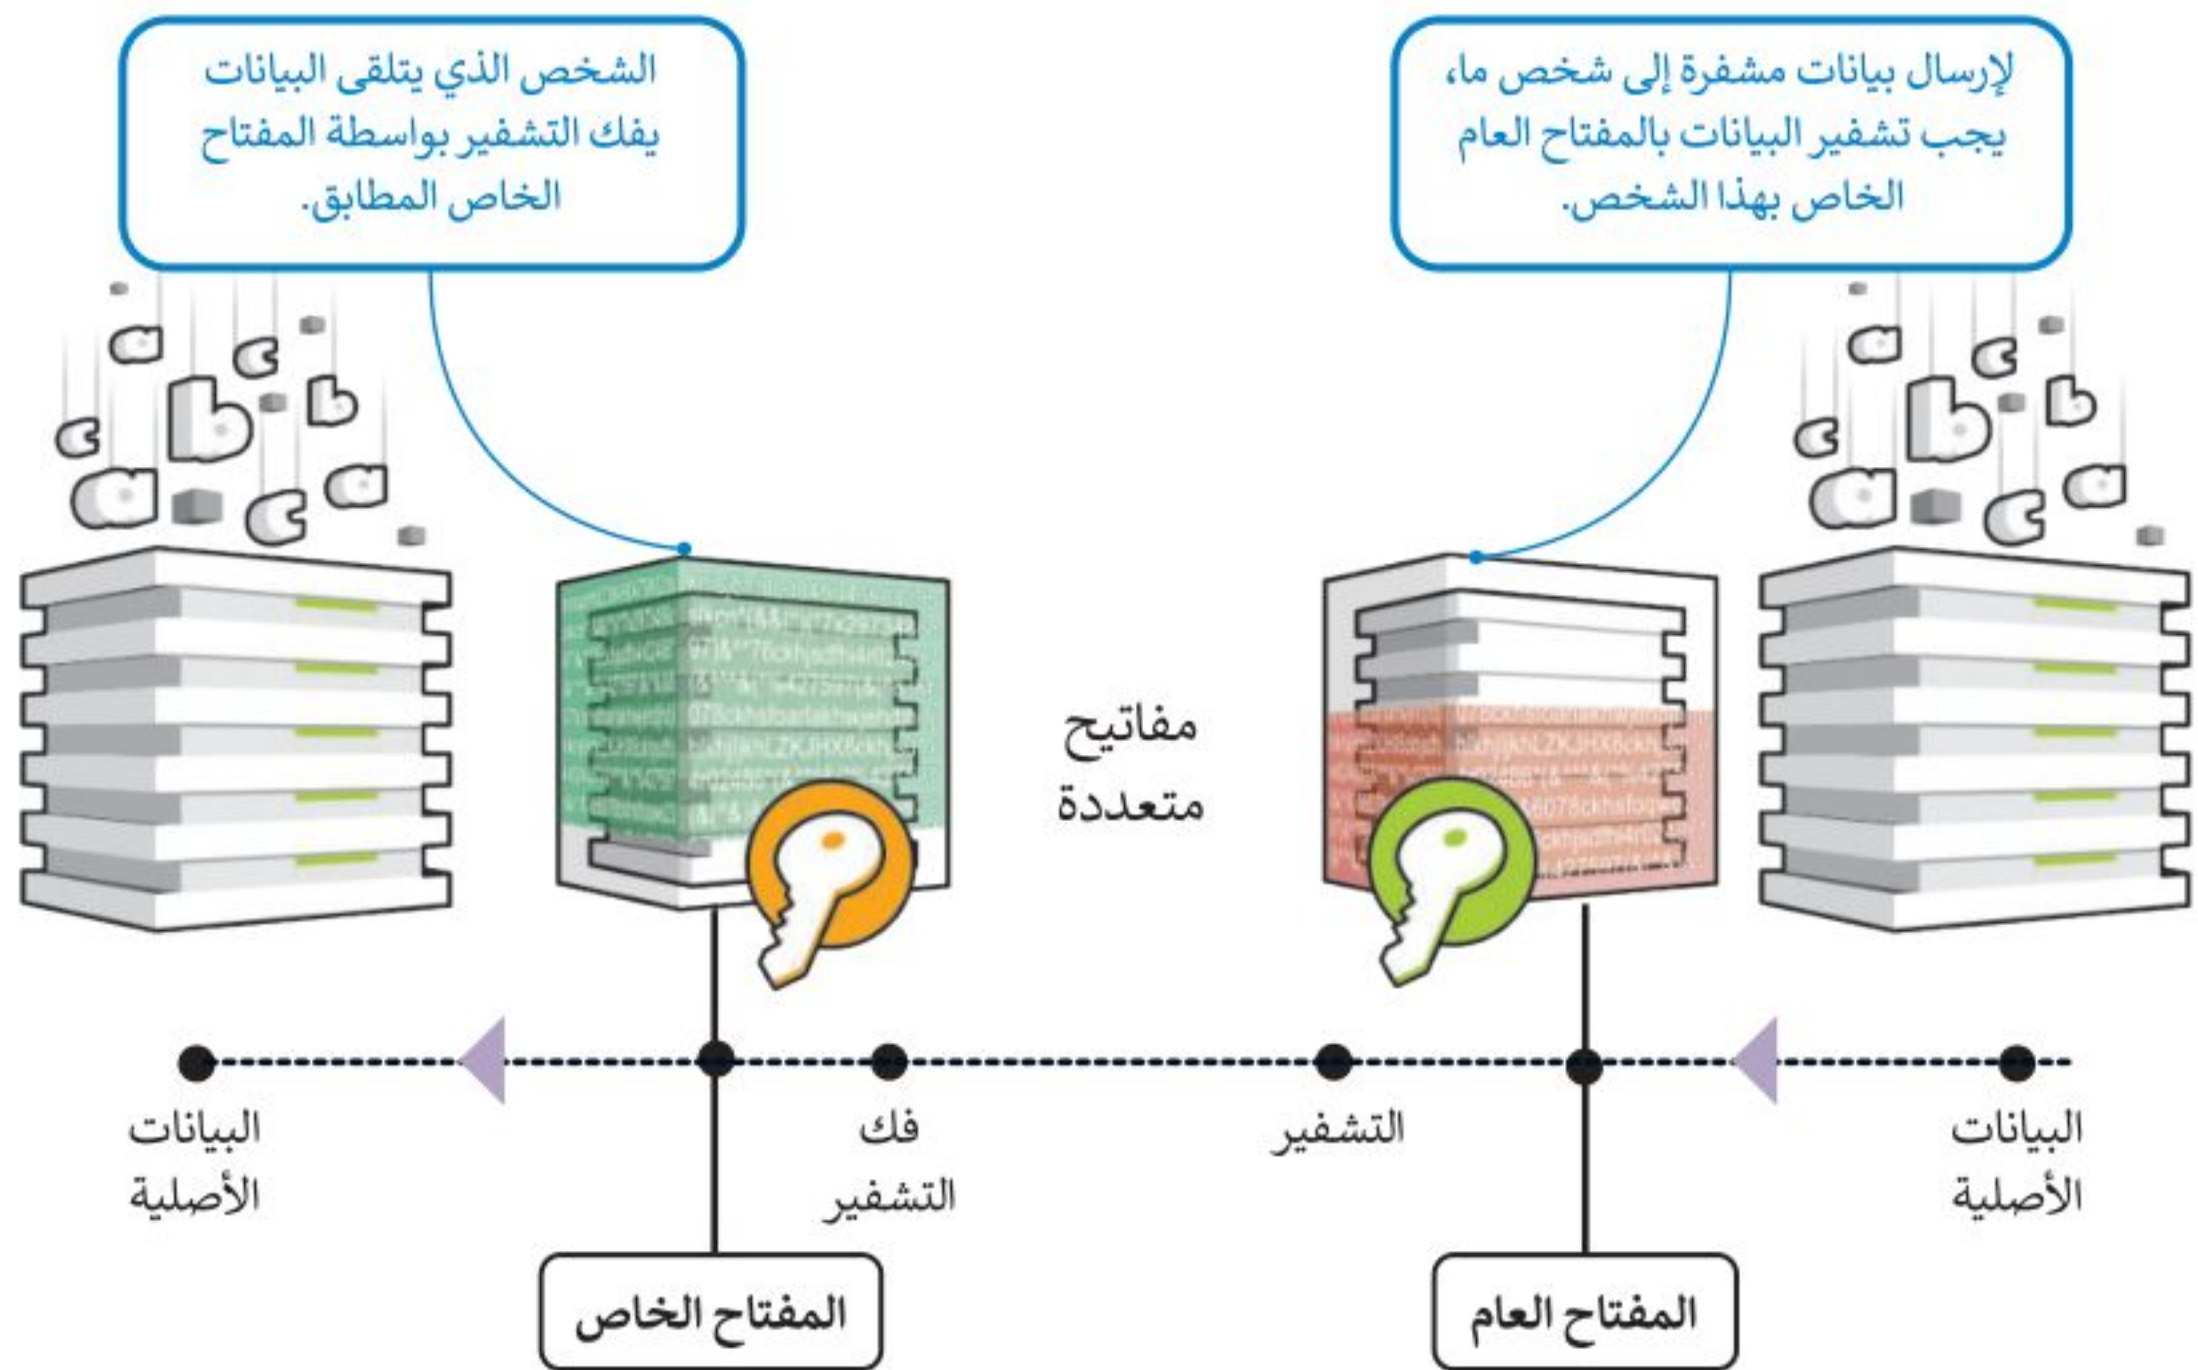 لإرسال بيانات مشفرة إلى شخص ما،
يجب تشفير البيانات بالمفتاح العام
الخاص بهذا الشخص.
الشخص الذي يتلقى البيانات
يفك التشفير بواسطة المفتاح
الخاص المطابق.
مفاتيح
متعددة
البيانات
الأصلية
التشفير
فك
التشفير
البيانات
الأصلية
المفتاح العام
المفتاح الخاص